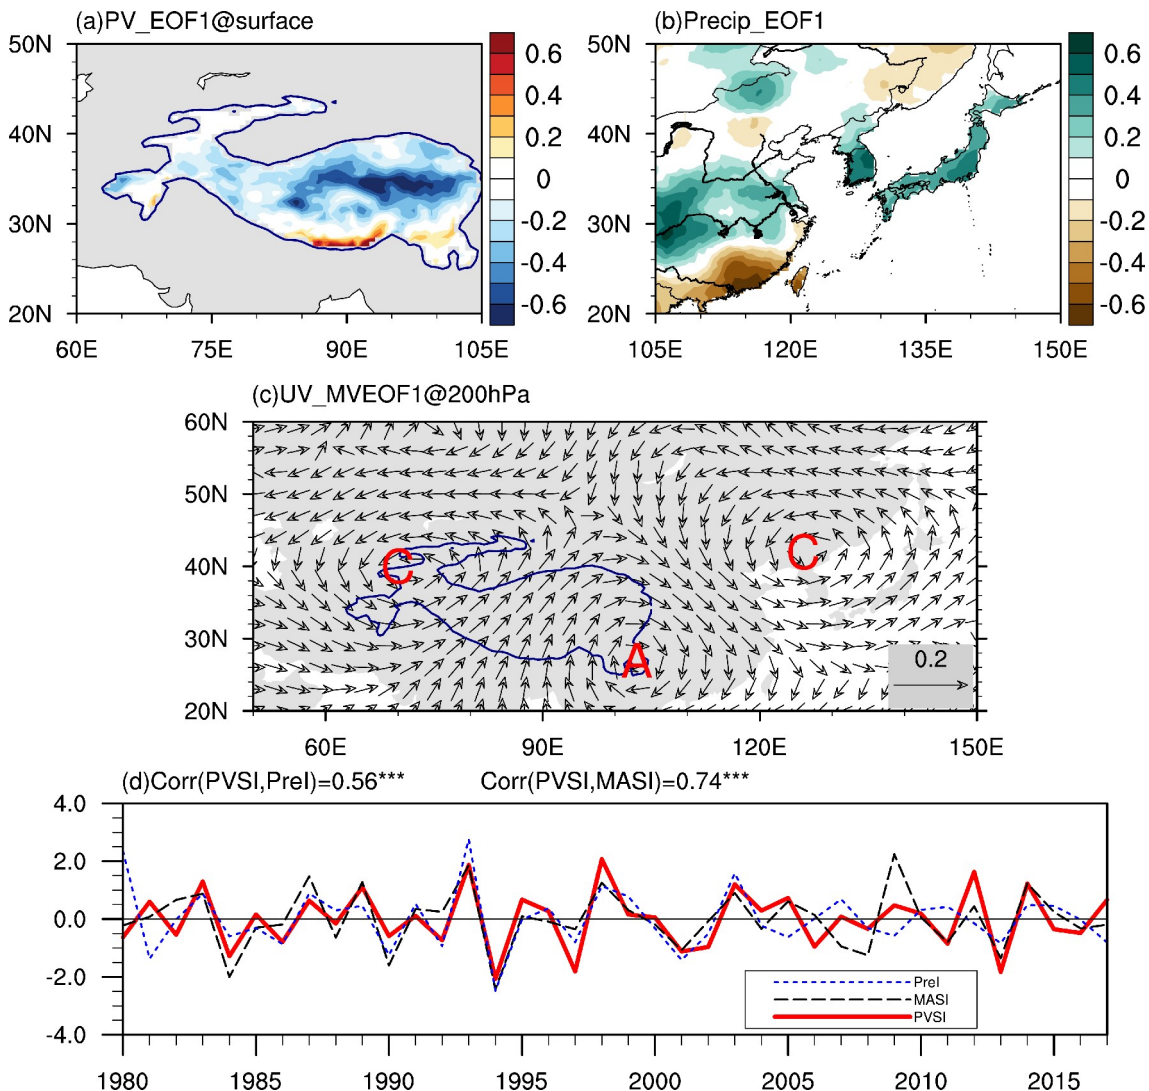 (a)PV_EOF1@surface
50N
40N
30N
20N
60E 75E 90E 105E
0.6
0.4
0.2
0
-0.2
-0.4
-0.6
(b)Precip_EOF1
50N
40N
30N
20N
105E 120E 135E 150E
0.6
0.4
0.2
0
-0.2
-0.4
-0.6
(c)UV_MVEOF1@200hPa
60N
50N
40N
30N
20N
C
C
A
0.2
60E 90E 120E 150E
(d)Corr(PVSI,PreI)=0.56*** Corr(PVSI,MASI)=0.74***
4.0
2.0
0.0
-2.0
-4.0
PreI
MASI
PVSI
1980 1985 1990 1995 2000 2005 2010 2015